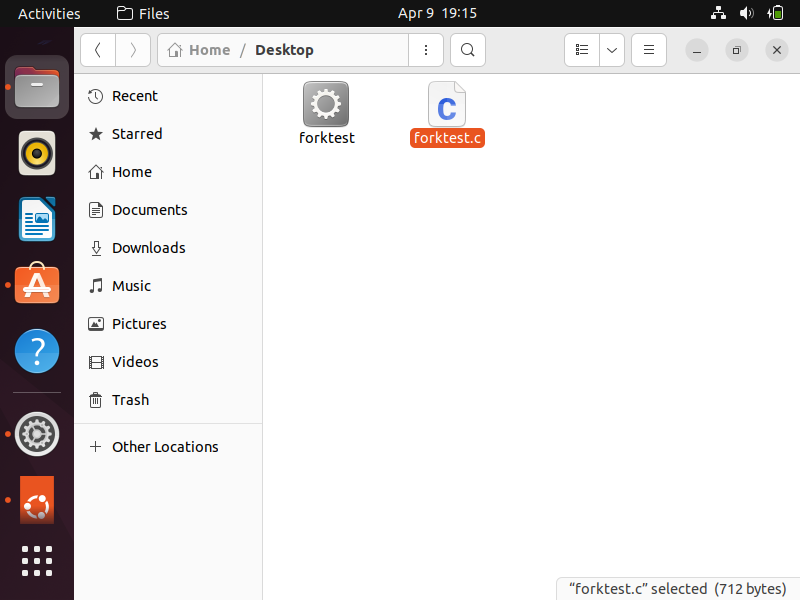 Activities
Files
Apr 9 19:15
Home / Desktop
Recent
Starred
Home
Documents
Downloads
Music
Pictures
Videos
Trash
Other Locations
forktest
forktest.c
“forktest.c” selected (712 bytes)